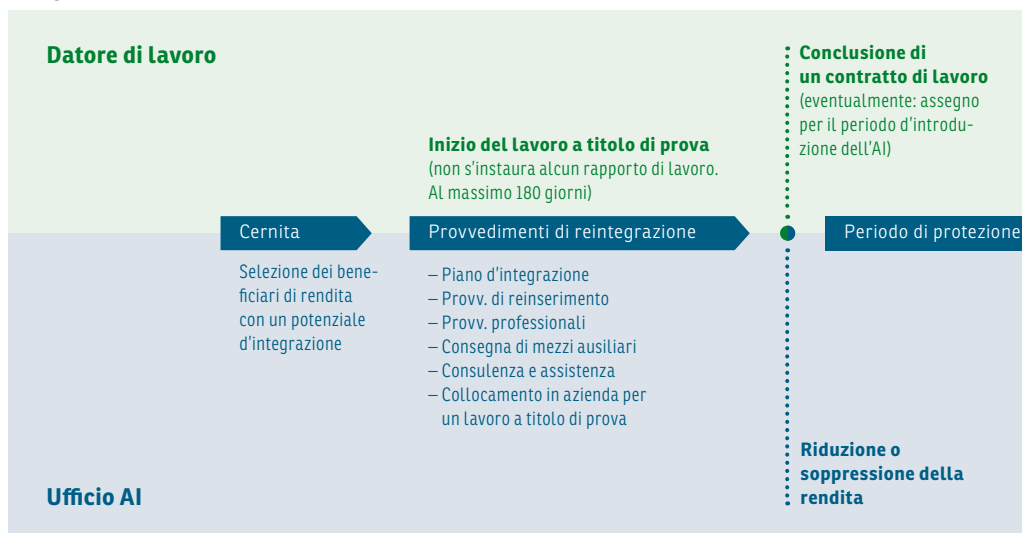 Datore di lavoro
Conclusione di
un contratto di lavoro
(eventualmente: assegno
per il periodo d'introdu-
zione dell'AI)
Inizio del lavoro a titolo di prova
(non s'instaura alcun rapporto di lavoro.
Al massimo 180 giorni)
Cernita
Provvedimenti di reintegrazione
Periodo di protezione
Selezione dei bene-
ficiari di rendita
con un potenziale
d'integrazione
– Piano d'integrazione
– Provv. di reinserimento
– Provv. professionali
– Consegna di mezzi ausiliari
– Consulenza e assistenza
– Collocamento in azienda per
un lavoro a titolo di prova
Riduzione o
soppressione della
rendita
Ufficio AI